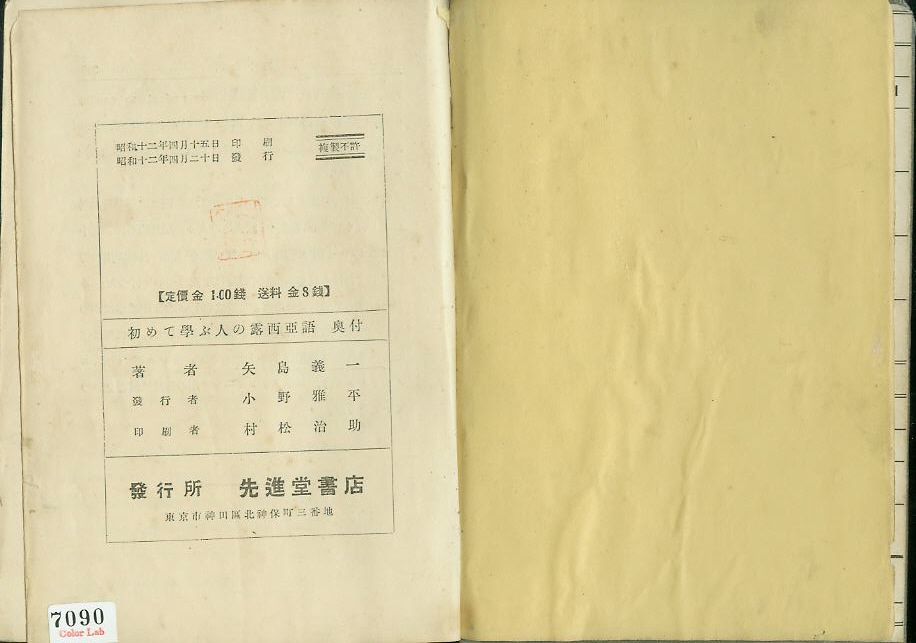 昭和十二年四月十五日 印刷
昭和十二年四月二十日 發行
複製不許
【定價金 1.00錢 送料 金8錢】
初めて學ぶ人の露西亞語 奥付
著者 矢島義一
發行者 小野雅平
印刷者 村松治助
發行所 先進堂書店
東京市神田區北神保町三番地
7090
Color Lab